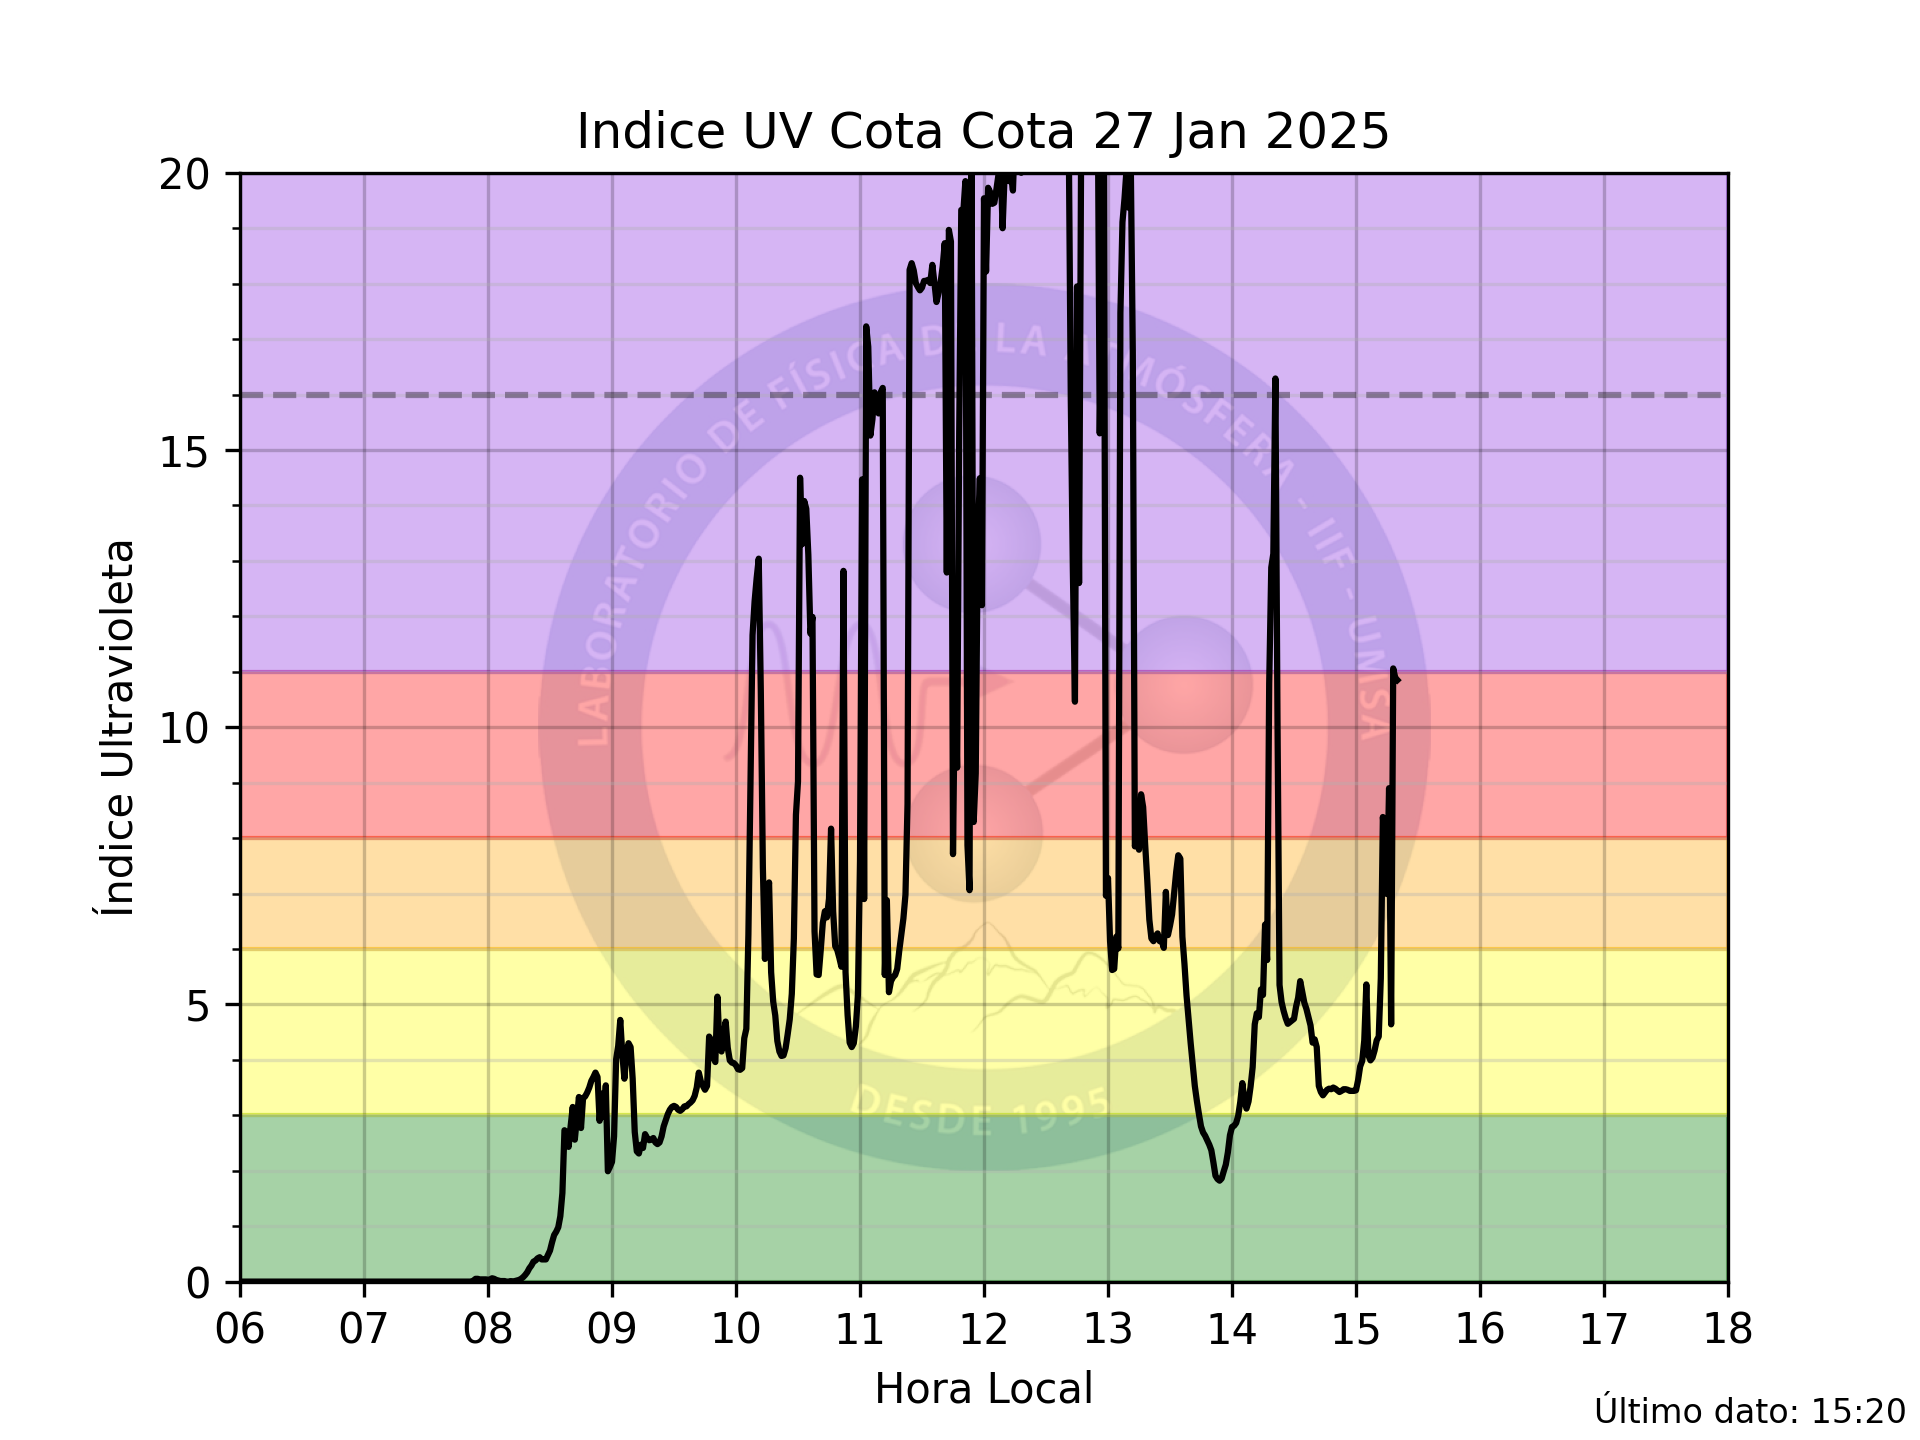 Indice UV Cota Cota 27 Jan 2025
20
15
10
5
0
Índice Ultravioleta
LABORATORIO DE FÍSICA DE LA ATMÓSFERA - IIF - UMSA
DESDE 1995
06 07 08 09 10 11 12 13 14 15 16 17 18
Hora Local
Último dato: 15:20